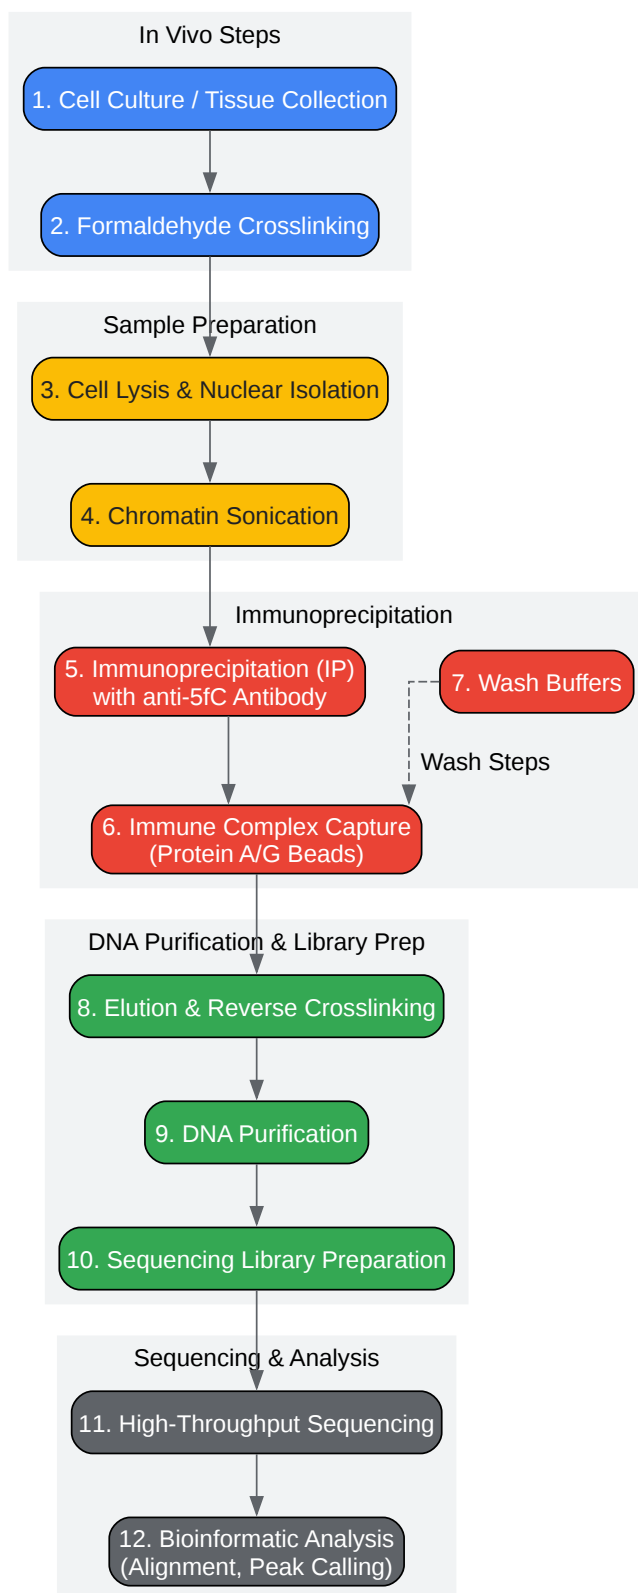 In Vivo Steps
1. Cell Culture / Tissue Collection
2. Formaldehyde Crosslinking
Sample Preparation
3. Cell Lysis & Nuclear Isolation
4. Chromatin Sonication
Immunoprecipitation
5. Immunoprecipitation (IP)
with anti-5fC Antibody
7. Wash Buffers
Wash Steps
6. Immune Complex Capture
(Protein A/G Beads)
DNA Purification & Library Prep
8. Elution & Reverse Crosslinking
9. DNA Purification
10. Sequencing Library Preparation
Sequencing & Analysis
11. High-Throughput Sequencing
12. Bioinformatic Analysis
(Alignment, Peak Calling)